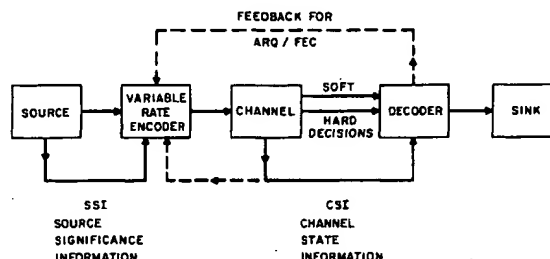 FEEDBACK FOR
ARQ / FEC
SOURCE
VARIABLE
RATE
ENCODER
CHANNEL
SOFT
HARD
DECISIONS
DECODER
SINK
SSI
SOURCE
SIGNIFICANCE
INFORMATION
CSI
CHANNEL
STATE
INFORMATION